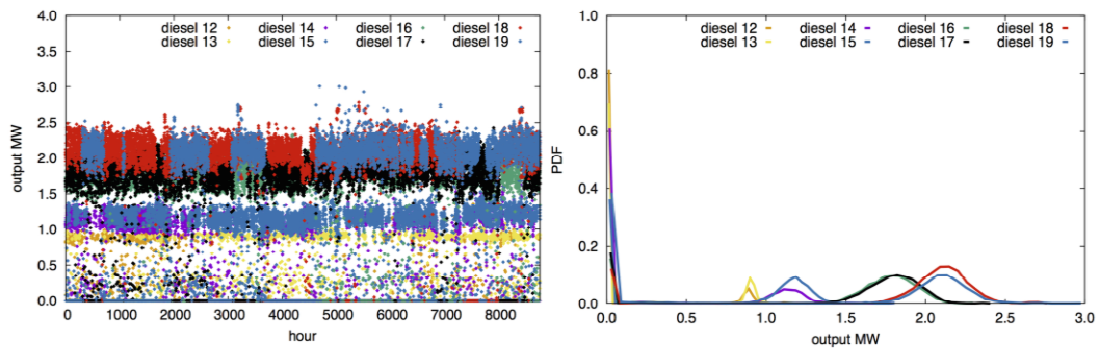 diesel 12 diesel 14 diesel 16 diesel 18
diesel 13 diesel 15 diesel 17 diesel 19
4.0
3.5
3.0
2.5
2.0
1.5
1.0
0.5
0.0
output MW
0 1000 2000 3000 4000 5000 6000 7000 8000
hour
diesel 12 diesel 14 diesel 16 diesel 18
diesel 13 diesel 15 diesel 17 diesel 19
1.0
0.8
0.6
0.4
0.2
0.0
PDF
0.0 0.5 1.0 1.5 2.0 2.5 3.0
output MW